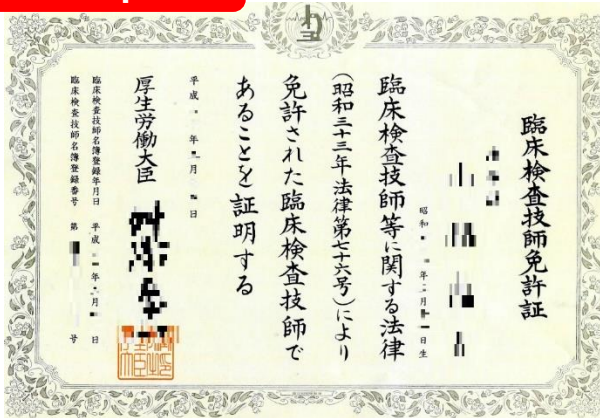 臨床検査技師免許証
昭和 年 月 日生
臨床検査技師等に関する法律
(昭和三十三年法律第七十六号)により
免許された臨床検査技師で
あることを証明する
平成 年 月 日
厚生労働大臣
臨床検査技師名簿登録年月日 平成 年 月 日
臨床検査技師名簿登録番号 第 号